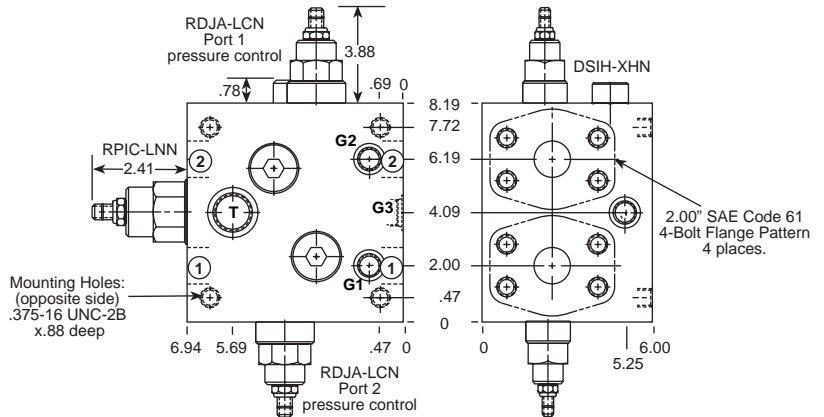 RDJA-LCN
Port 1
pressure control
3.88
.78
.69 0
DSIH-XHN
8.19
7.72
RPIC-LNN
2.41
G2
2
2
6.19
T
G3
4.09
2.00" SAE Code 61
4-Bolt Flange Pattern
4 places.
1
1
2.00
G1
Mounting Holes:
(opposite side)
.375-16 UNC-2B
x.88 deep
.47
0
6.94 5.69
.47 0
0
6.00
5.25
RDJA-LCN
Port 2
pressure control